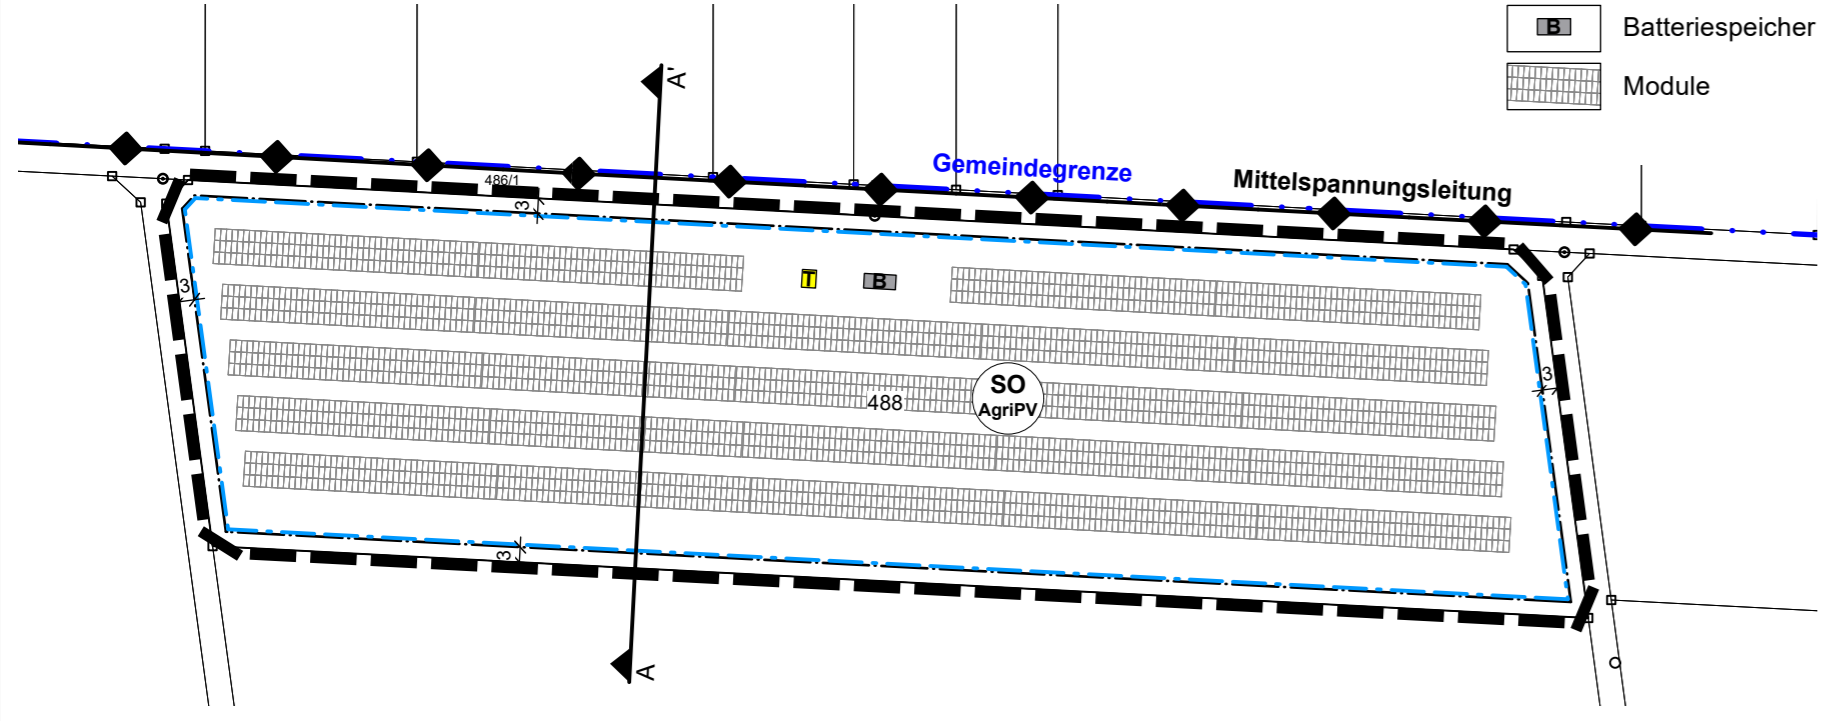 B Batteriespeicher
Module
A'
Gemeindegrenze
Mittelspannungsleitung
486/1
3
T
B
3
3
SO
AgriPV
488
3
A